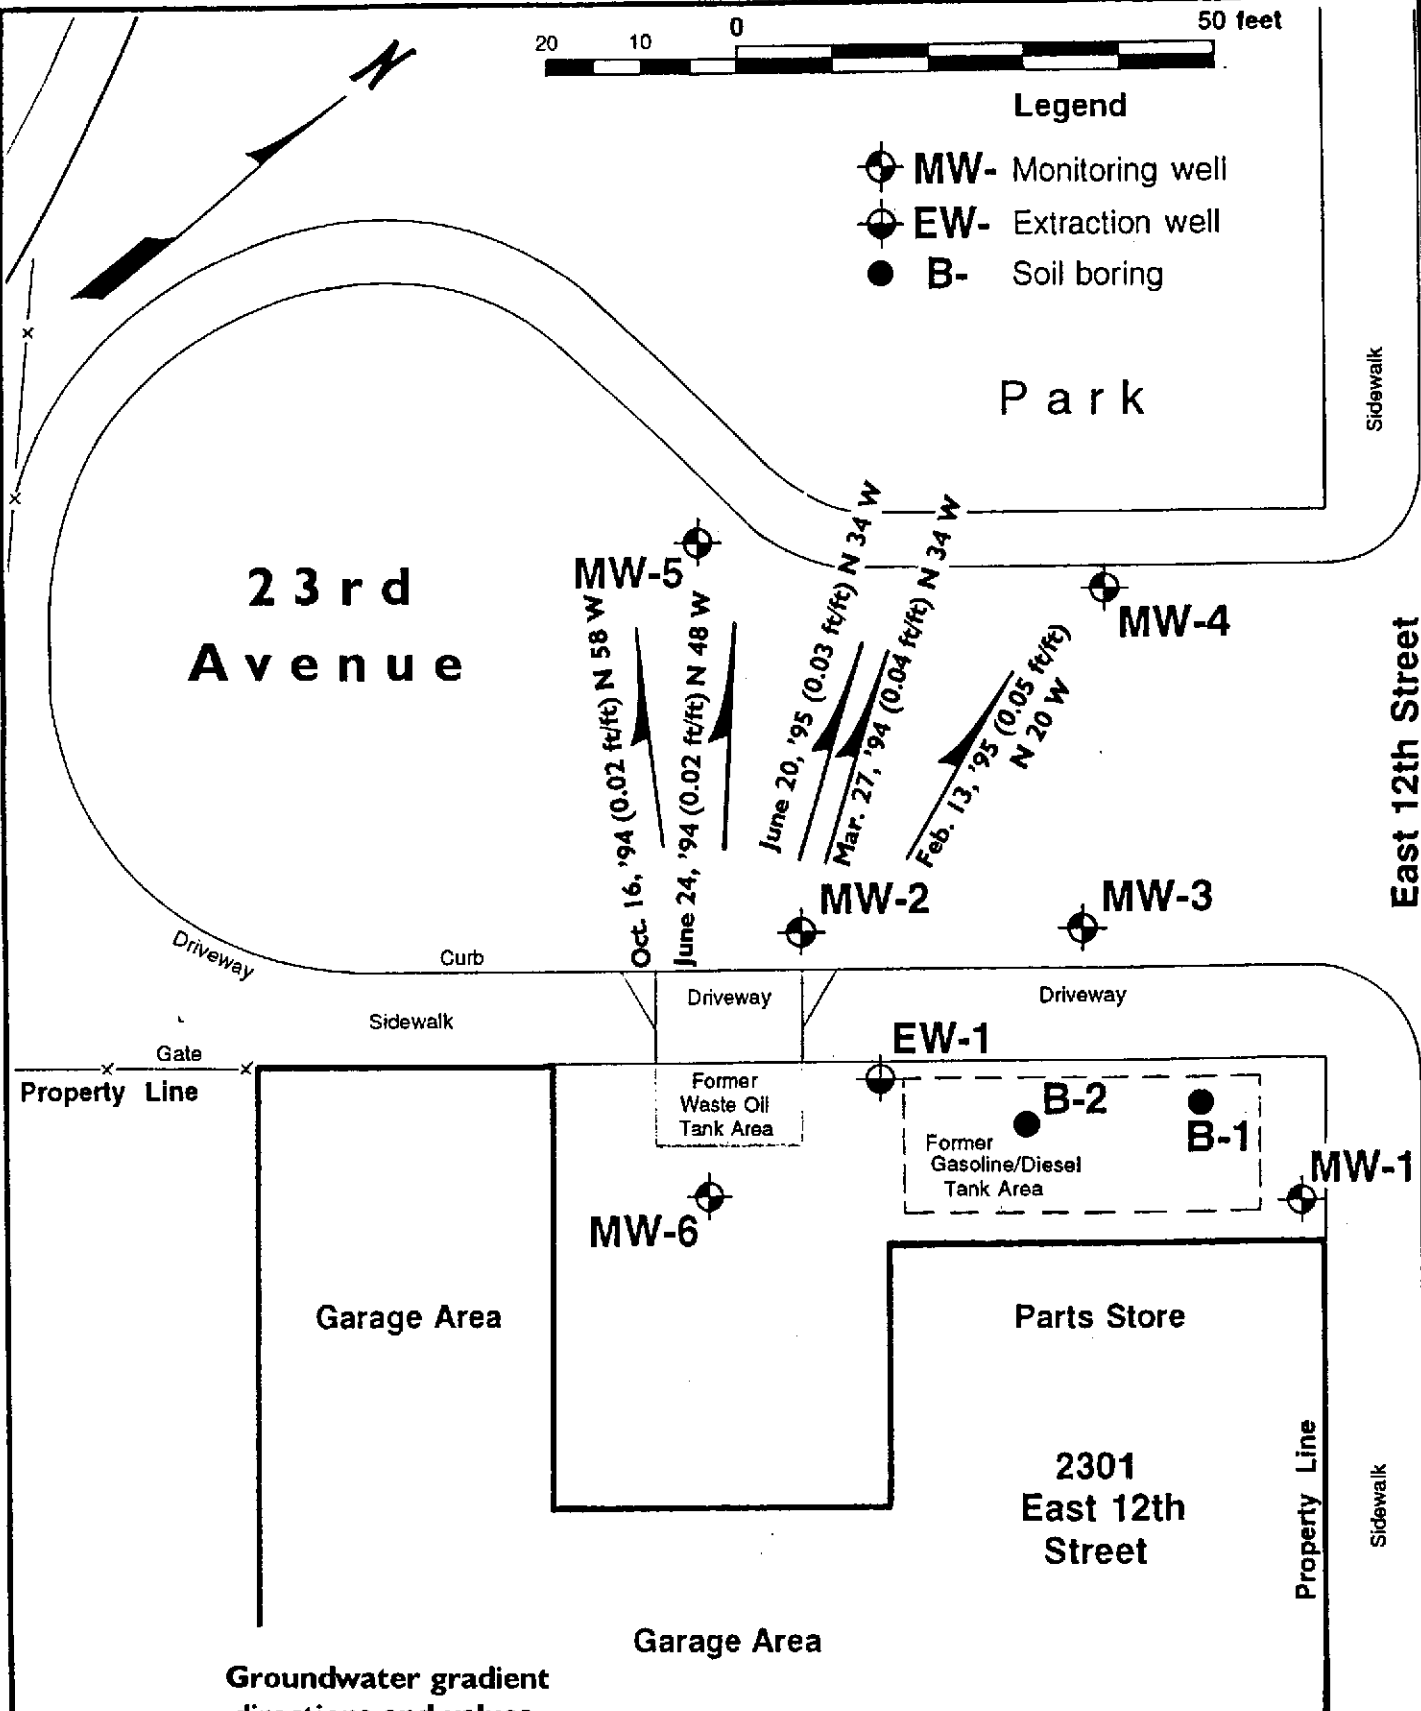 N
20 10 0 50 feet
Legend
MW- Monitoring well
EW- Extraction well
B- Soil boring
Park
Sidewalk
23rd
Avenue
MW-5
MW-4
Oct. 16, '94 (0.02 ft/ft) N 58 W
June 24, '94 (0.02 ft/ft) N 48 W
June 20, '95 (0.03 ft/ft) N 34 W
Mar. 27, '94 (0.04 ft/ft) N 34 W
Feb. 13, '95 (0.05 ft/ft)
N 20 W
East 12th Street
MW-2
MW-3
Driveway
Curb
Driveway
Driveway
Sidewalk
Gate
Property Line
EW-1
Former
Waste Oil
Tank Area
B-2
B-1
Former
Gasoline/Diesel
Tank Area
MW-1
MW-6
Garage Area
Parts Store
2301
East 12th
Street
Property Line
Sidewalk
Garage Area
Groundwater gradient
directions and values